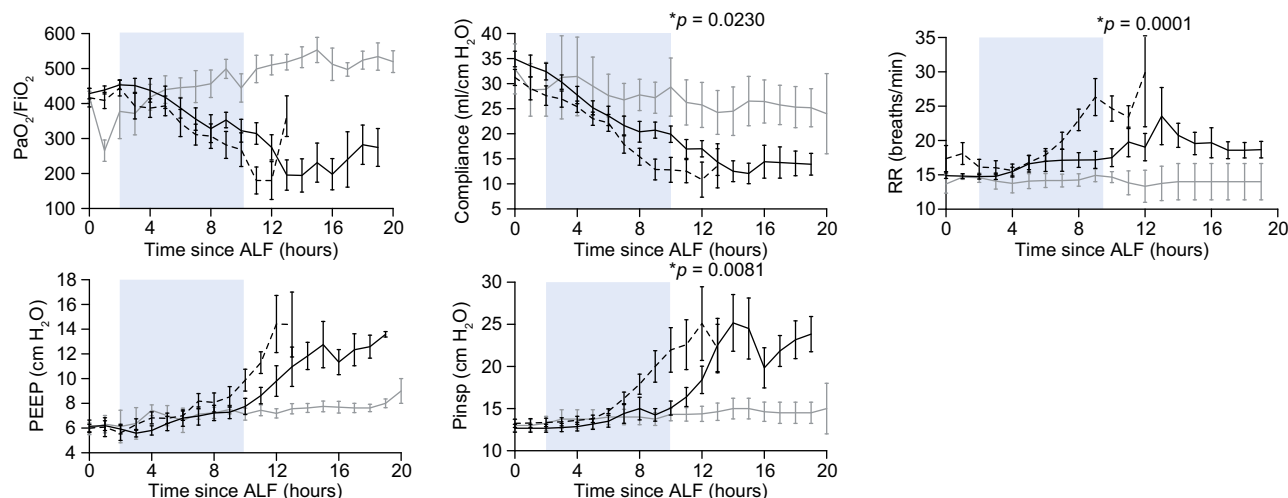 600
500
400
300
200
100
PaO2/FiO2
0 4 8 12 16 20
Time since ALF (hours)
*p = 0.0230
40
35
30
25
20
15
10
5
Compliance (ml/cm H2O)
0 4 8 12 16 20
Time since ALF (hours)
*p = 0.0001
35
30
25
20
15
10
RR (breaths/min)
0 2 4 6 8 10 12 14 16 18 20
Time since ALF (hours)
18
16
14
12
10
8
6
4
PEEP (cm H2O)
0 4 8 12 16 20
Time since ALF (hours)
*p = 0.0081
30
25
20
15
10
Pinsp (cm H2O)
0 4 8 12 16 20
Time since ALF (hours)